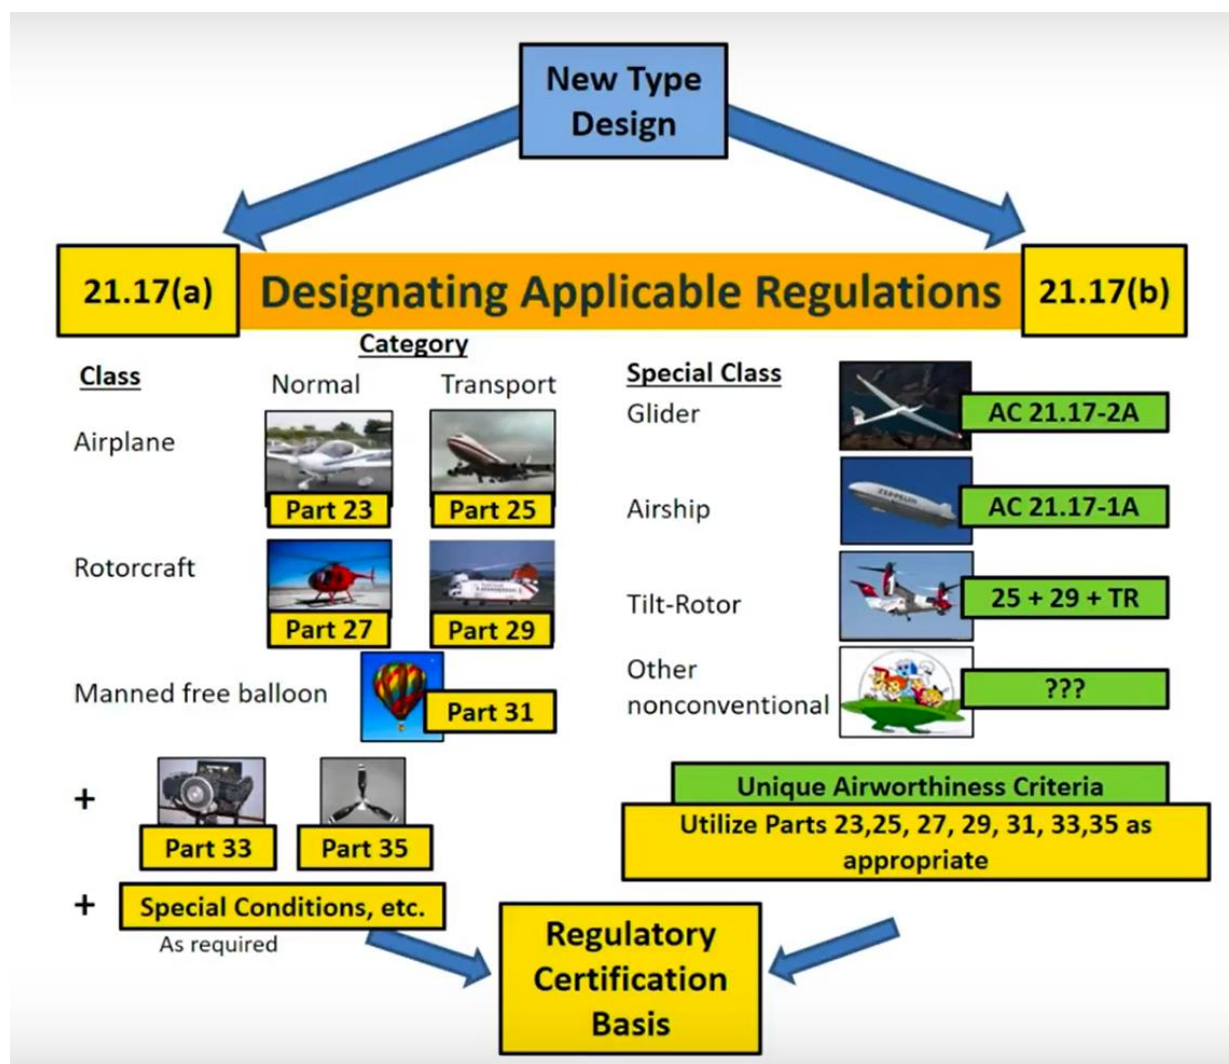 New Type
Design
21.17(a)
Designating Applicable Regulations
21.17(b)
Category
Class
Normal
Transport
Airplane
Part 23
Part 25
Rotorcraft
Part 27
Part 29
Manned free balloon
Part 31
+
Part 33
Part 35
+
Special Conditions, etc.
As required
Special Class
Glider
AC 21.17-2A
Airship
ZEPPELIN
AC 21.17-1A
Tilt-Rotor
25 + 29 + TR
Other
nonconventional
???
Unique Airworthiness Criteria
Utilize Parts 23,25, 27, 29, 31, 33,35 as
appropriate
Regulatory
Certification
Basis